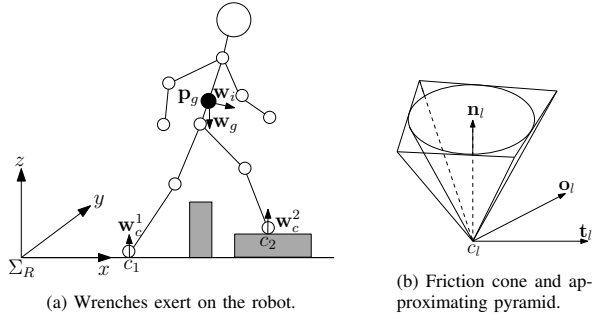 p_g
w_i
w_g
n_l
z
y
o_l
w_c^1
w_c^2
t_l
Σ_R
x
c_1
c_2
c_l
(a) Wrenches exert on the robot.
(b) Friction cone and ap-
proximating pyramid.